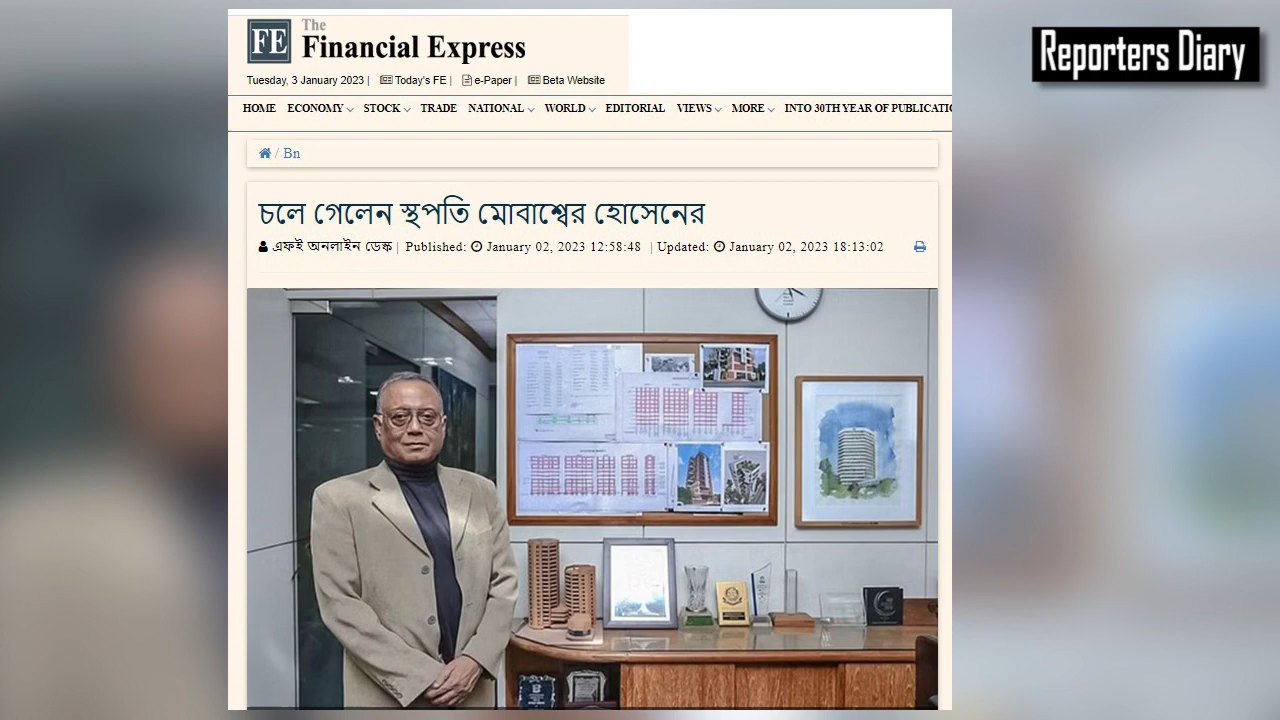 FE
The
Financial Express
Reporters Diary
Tuesday, 3 January 2023 | Today's FE | e-Paper | Beta Website
HOME ECONOMY STOCK TRADE NATIONAL WORLD EDITORIAL VIEWS MORE INTO 30TH YEAR OF PUBLICATIO
/ Bn
চলে গেলেন স্থপতি মোবাশ্বের হোসেনের
এফই অনলাইন ডেস্ক | Published: January 02, 2023 12:58:48 | Updated: January 02, 2023 18:13:02